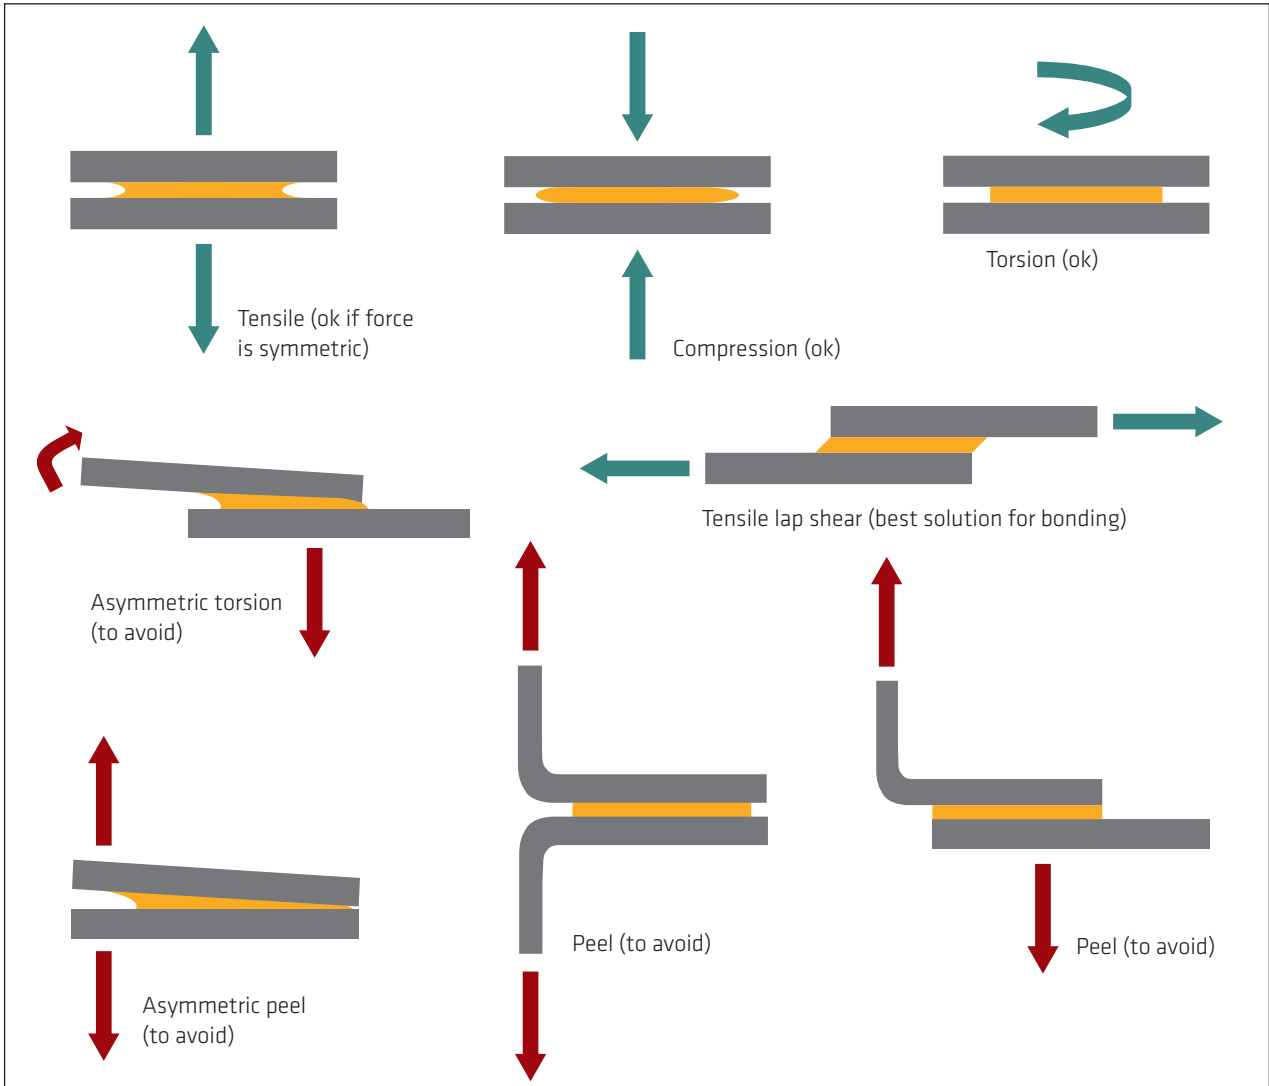 Torsion (ok)
Tensile (ok if force
is symmetric)
Compression (ok)
Tensile lap shear (best solution for bonding)
Asymmetric torsion
(to avoid)
Peel (to avoid)
Peel (to avoid)
Asymmetric peel
(to avoid)